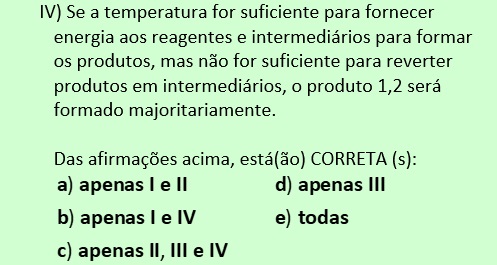 IV) Se a temperatura for suficiente para fornecer
energia aos reagentes e intermediários para formar
os produtos, mas não for suficiente para reverter
produtos em intermediários, o produto 1,2 será
formado majoritariamente.
Das afirmações acima, está(ão) CORRETA (s):
a) apenas I e II d) apenas III
b) apenas I e IV e) todas
c) apenas II, III e IV